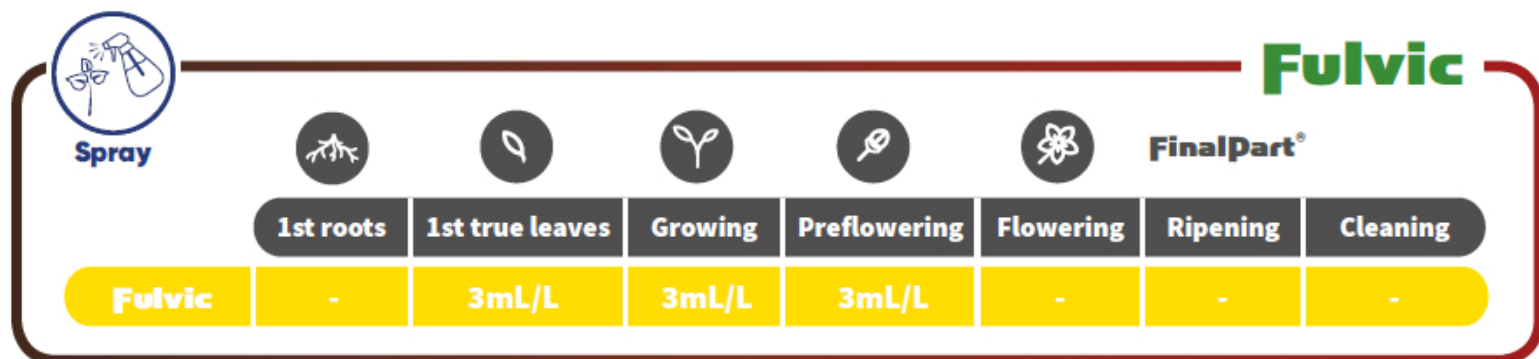 Fulvic
Spray
FinalPart®
1st roots 1st true leaves Growing Preflowering Flowering Ripening Cleaning
Fulvic - 3mL/L 3mL/L 3mL/L - - -